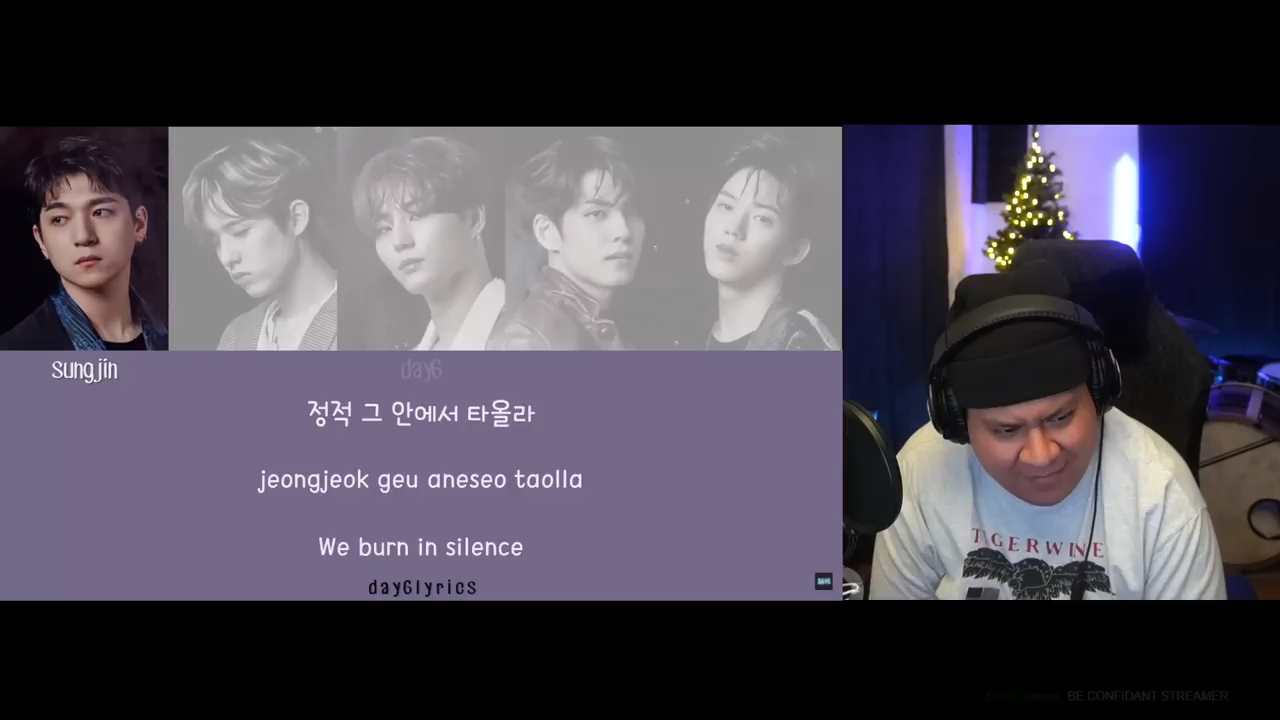 sungjin
day6
정적 그 안에서 타올라
jeongjeok geu aneseo taolla
We burn in silence
day6lyrics
DAY6
TIGERWINE
BE CONFIDANT STREAMER